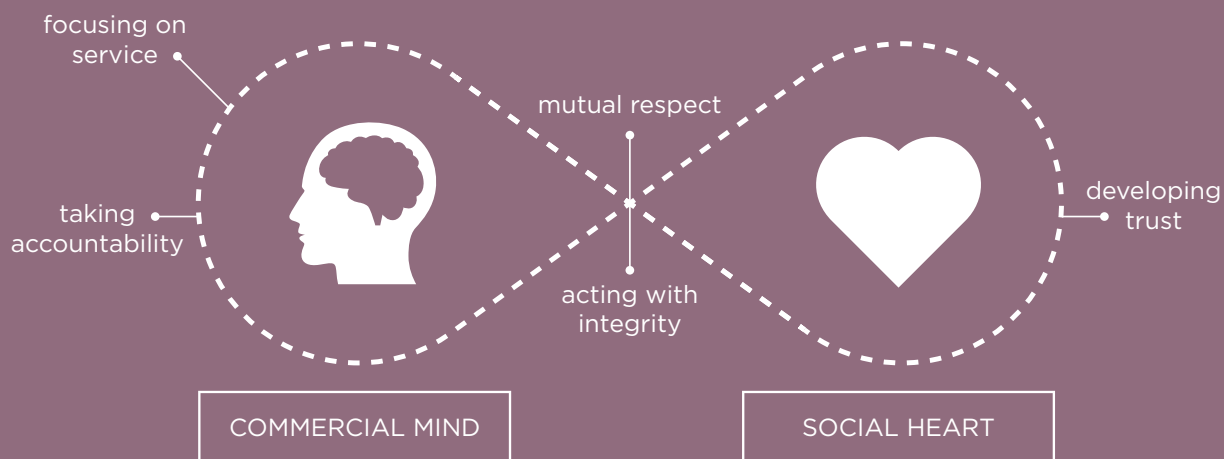 focusing on
service
mutual respect
taking
accountability
developing
trust
acting with
integrity
COMMERCIAL MIND
SOCIAL HEART